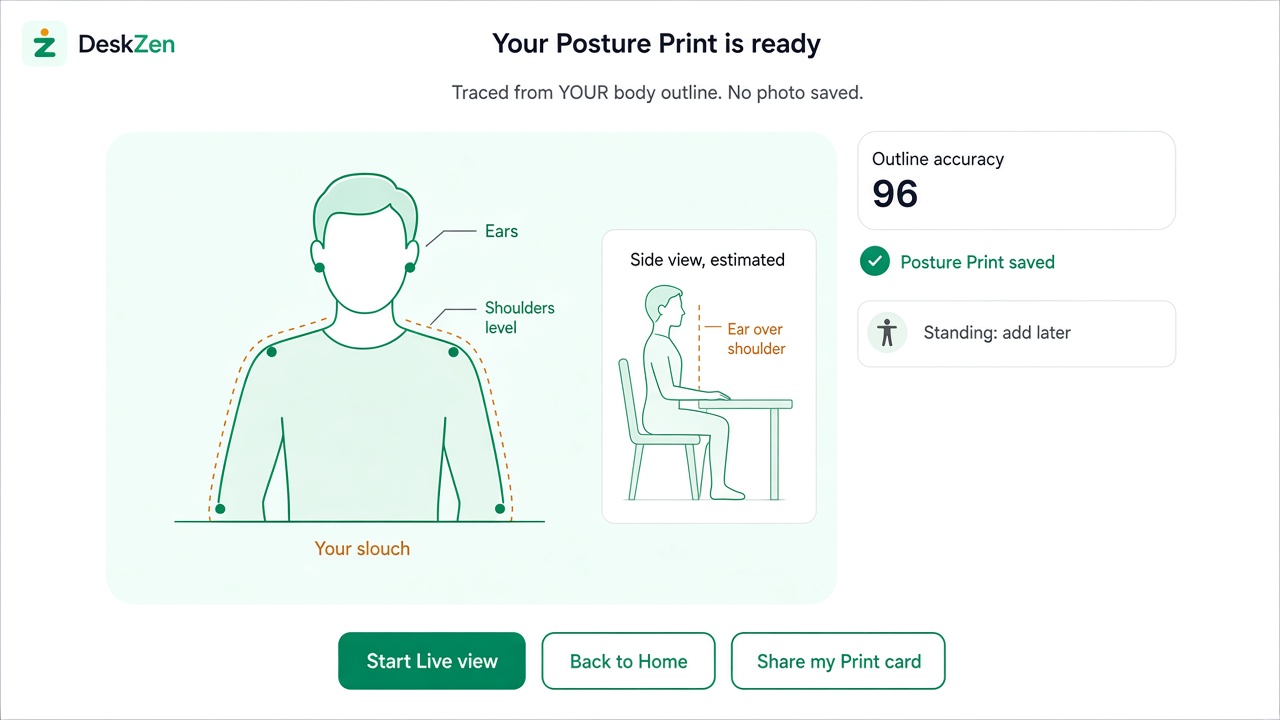 DeskZen
Your Posture Print is ready
Traced from YOUR body outline. No photo saved.
Ears
Shoulders
level
Your slouch
Side view, estimated
Ear over
shoulder
Outline accuracy
96
Posture Print saved
Standing: add later
Start Live view
Back to Home
Share my Print card